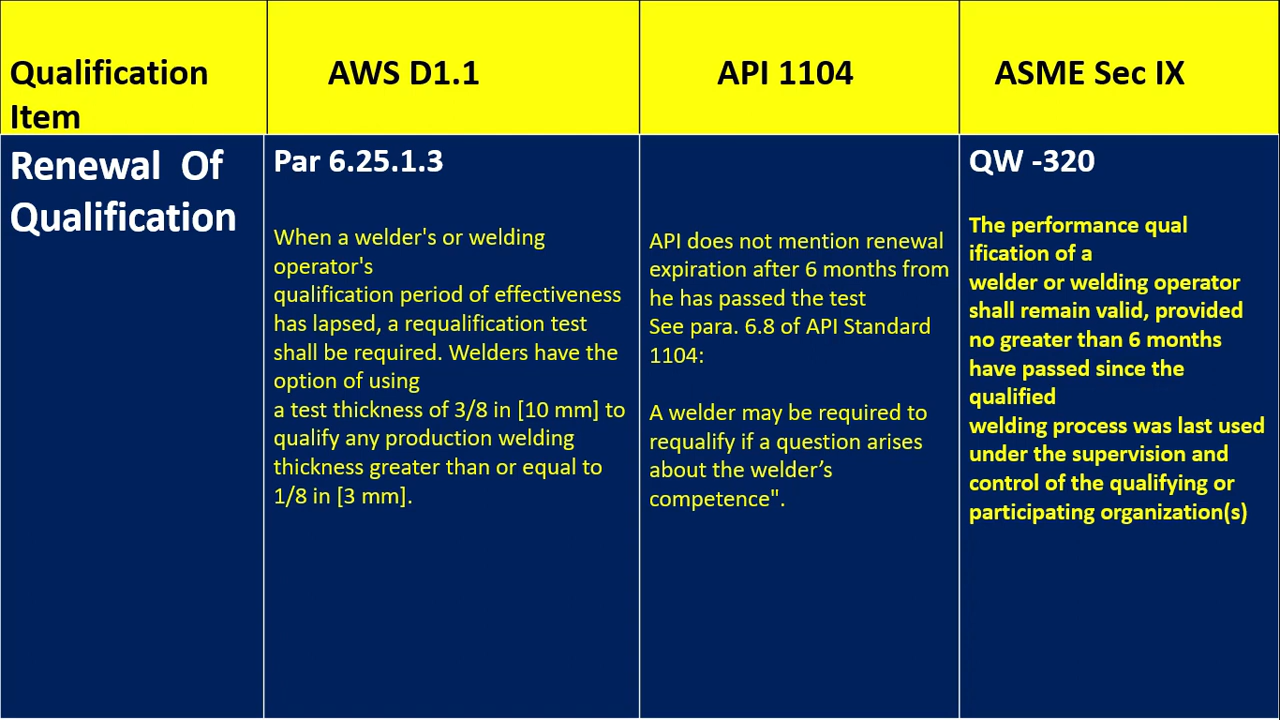 Qualification
Item
AWS D1.1
API 1104
ASME Sec IX
Renewal Of
Qualification
Par 6.25.1.3
When a welder's or welding
operator's
qualification period of effectiveness
has lapsed, a requalification test
shall be required. Welders have the
option of using
a test thickness of 3/8 in [10 mm] to
qualify any production welding
thickness greater than or equal to
1/8 in [3 mm].
API does not mention renewal
expiration after 6 months from
he has passed the test
See para. 6.8 of API Standard
1104:
A welder may be required to
requalify if a question arises
about the welder’s
competence".
QW -320
The performance qual
ification of a
welder or welding operator
shall remain valid, provided
no greater than 6 months
have passed since the
qualified
welding process was last used
under the supervision and
control of the qualifying or
participating organization(s)